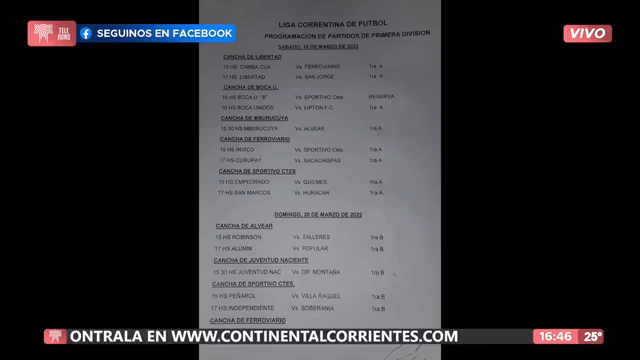 TELE NORD
SEGUINOS EN FACEBOOK
VIVO
LIGA CORRENTINA DE FUTBOL
PROGRAMACION DE PARTIDOS DE PRIMERA DIVISION
CANCHA DE LIBERTAD
15 HS. CAMBA CUA Vs. FERROVIARIO 1ra. A
17 HS. LIBERTAD Vs. SAN JORGE 1ra. A
CANCHA DE BOCA U.
15 HS BOCA U. "B" Vs. SPORTIVO Ctes RESERVA
16 HS BOCA UNIDOS Vs. LIPTON F.C. 1ra. A
CANCHA DE MBURUCUYA
15.30 HS MBURUCUYA Vs. ALVEAR 1ra A
CANCHA DE FERROVIARIO
15 HS INVICO Vs. SPORTIVO Ctes. 1ra A
17 HS CURUPAY Vs. SACACHISPAS 1ra A
CANCHA DE SPORTIVO CTES
15 HS EMPEDRADO Vs. QUILMES 1ra A
17 HS SAN MARCOS Vs. HURACAN 1ra A
CANCHA DE ALVEAR
15 HS ROBINSON Vs. TALLERES 1ra B
17 HS ALUMNI Vs. POPULAR 1ra B
CANCHA DE JUVENTUD NACIENTE
15.30 HS JUVENTUD NAC Vs. DR. MONTAÑA 1ra B
CANCHA DE SPORTIVO CTES.
15 HS PEÑAROL Vs. VILLA RAQUEL 1ra B
17 HS INDEPENDIENTE Vs. SOBERANIA 1ra B
CANCHA DE FERROVIARIO
ONTRALA EN WWW.CONTINENTALCORRIENTES.COM
16:46 25°